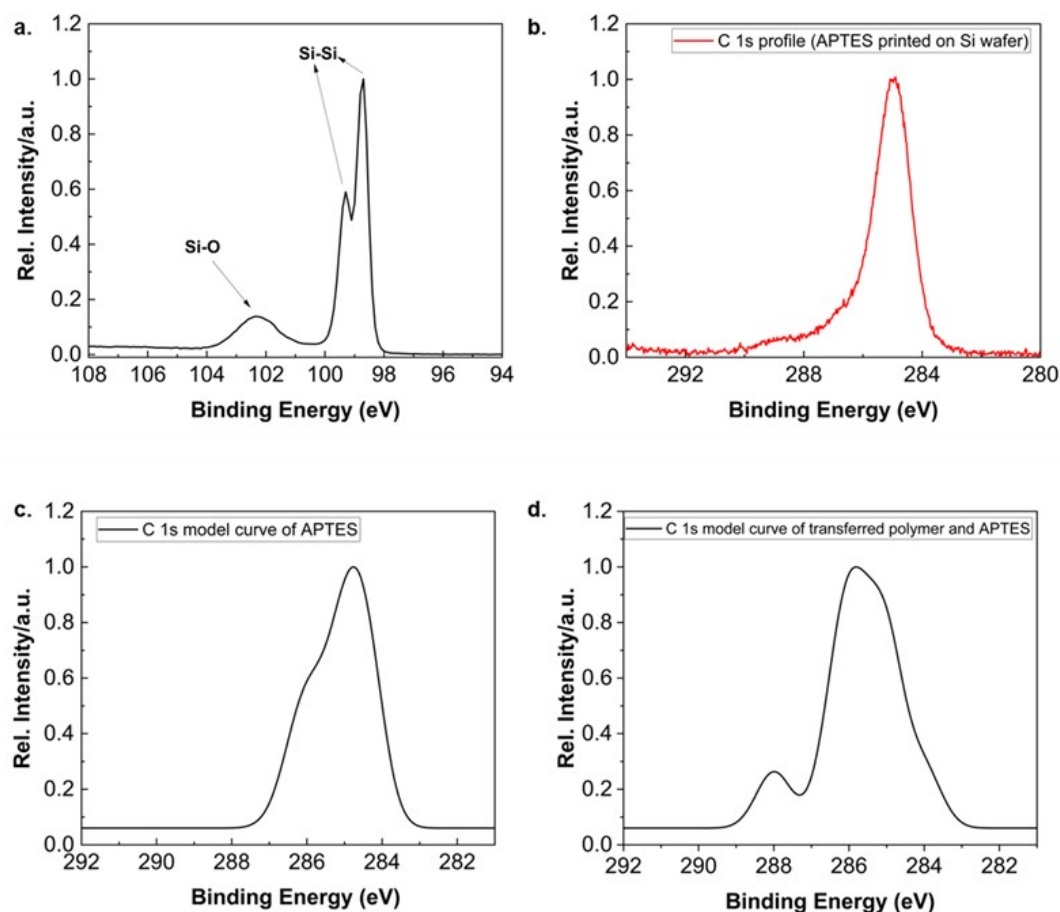 a.
1.2
1.0
0.8
0.6
0.4
0.2
0.0
Rel. Intensity/a.u.
Si-Si
Si-O
108 106 104 102 100 98 96 94
Binding Energy (eV)
b.
C 1s profile (APTES printed on Si wafer)
1.2
1.0
0.8
0.6
0.4
0.2
0.0
Rel. Intensity/a.u.
292 288 284 280
Binding Energy (eV)
c.
C 1s model curve of APTES
1.2
1.0
0.8
0.6
0.4
0.2
0.0
Rel. Intensity/a.u.
292 290 288 286 284 282
Binding Energy (eV)
d.
C 1s model curve of transferred polymer and APTES
1.2
1.0
0.8
0.6
0.4
0.2
0.0
Rel. Intensity/a.u.
292 290 288 286 284 282
Binding Energy (eV)